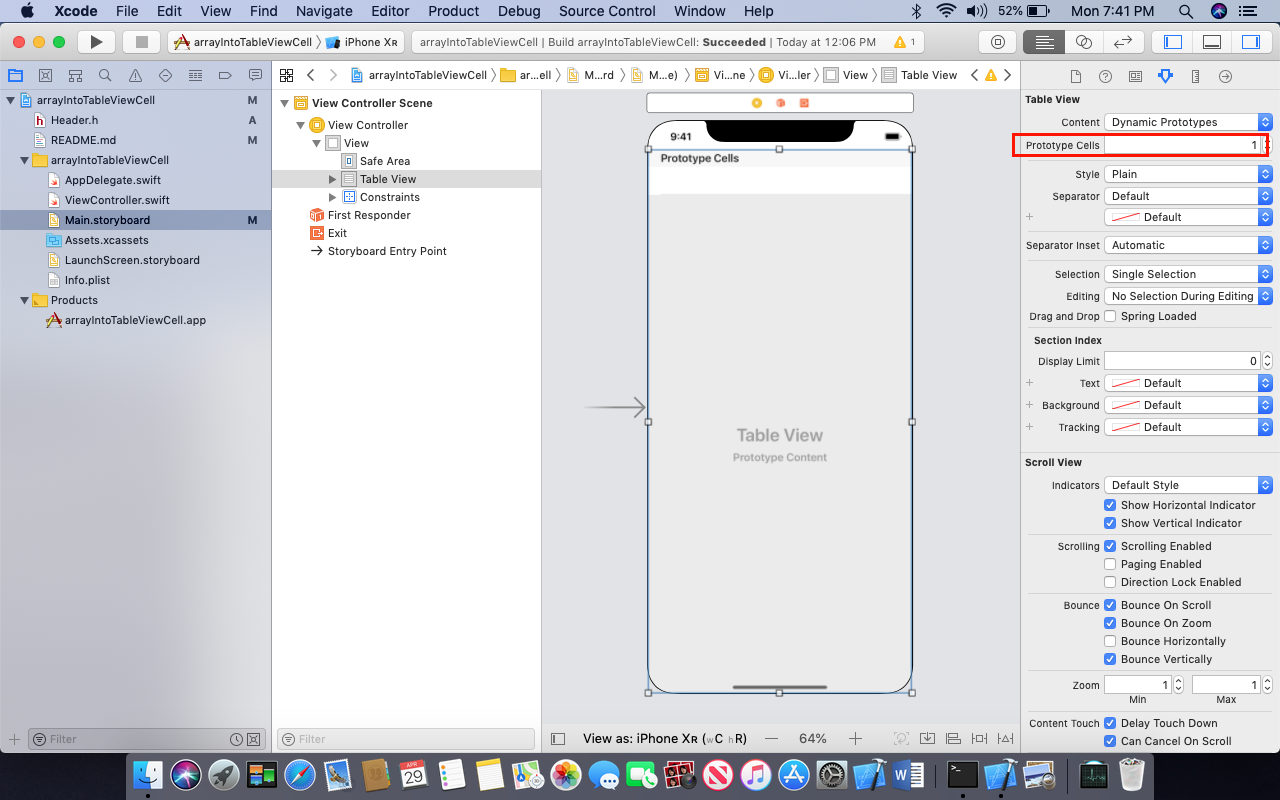 Xcode File Edit View Find Navigate Editor Product Debug Source Control Window Help 52% Mon 7:41 PM
arrayIntoTableViewCell iPhone XR arrayIntoTableViewCell | Build arrayIntoTableViewCell: Succeeded | Today at 12:06 PM 1
arrayIntoTableViewCell ar...ell M...rd M...e) Vi...ne Vi...ler View Table View
arrayIntoTableViewCell M
Header.h A
README.md M
arrayIntoTableViewCell
AppDelegate.swift
ViewController.swift
Main.storyboard M
Assets.xcassets
LaunchScreen.storyboard
Info.plist
Products
arrayIntoTableViewCell.app
Filter
View Controller Scene
View Controller
View
Safe Area
Table View
Constraints
First Responder
Exit
Storyboard Entry Point
Filter
9:41
Prototype Cells
Table View
Prototype Content
View as: iPhone XR (wC hR) — 64% +
Table View
Content Dynamic Prototypes
Prototype Cells 1
Style Plain
Separator Default
+ Default
Separator Inset Automatic
Selection Single Selection
Editing No Selection During Editing
Drag and Drop Spring Loaded
Section Index
Display Limit 0
+ Text Default
+ Background Default
+ Tracking Default
Scroll View
Indicators Default Style
Show Horizontal Indicator
Show Vertical Indicator
Scrolling Scrolling Enabled
Paging Enabled
Direction Lock Enabled
Bounce Bounce On Scroll
Bounce On Zoom
Bounce Horizontally
Bounce Vertically
Zoom 1 1
Min Max
Content Touch Delay Touch Down
Can Cancel On Scroll
APR
29